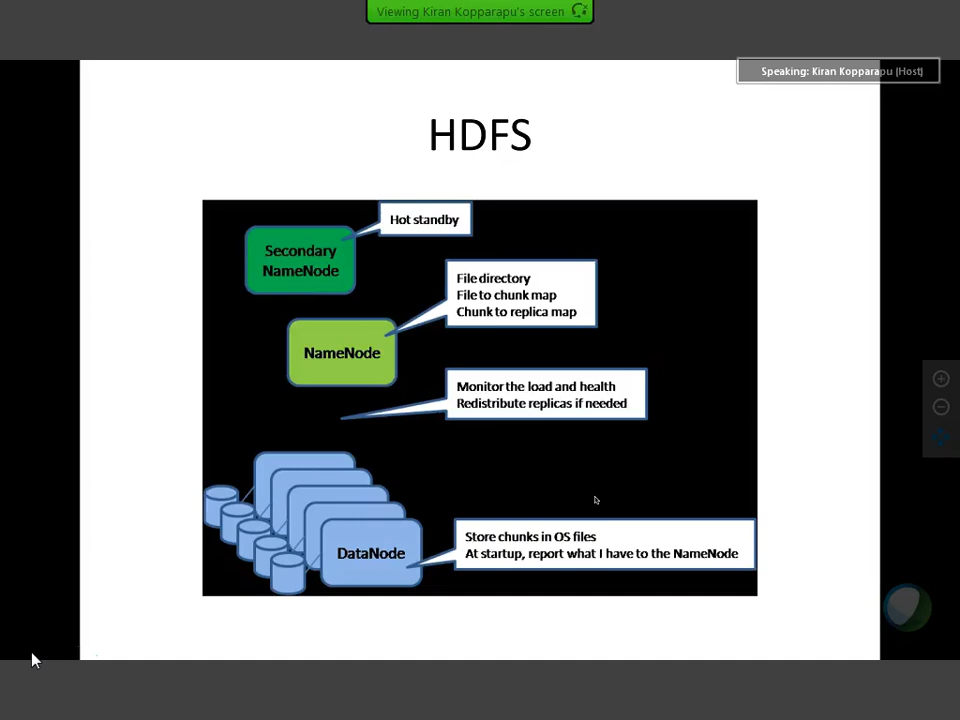 Viewing Kiran Kopparapu's screen
Speaking: Kiran Kopparapu (Host)
HDFS
Hot standby
Secondary
NameNode
File directory
File to chunk map
Chunk to replica map
NameNode
Monitor the load and health
Redistribute replicas if needed
Store chunks in OS files
At startup, report what I have to the NameNode
DataNode